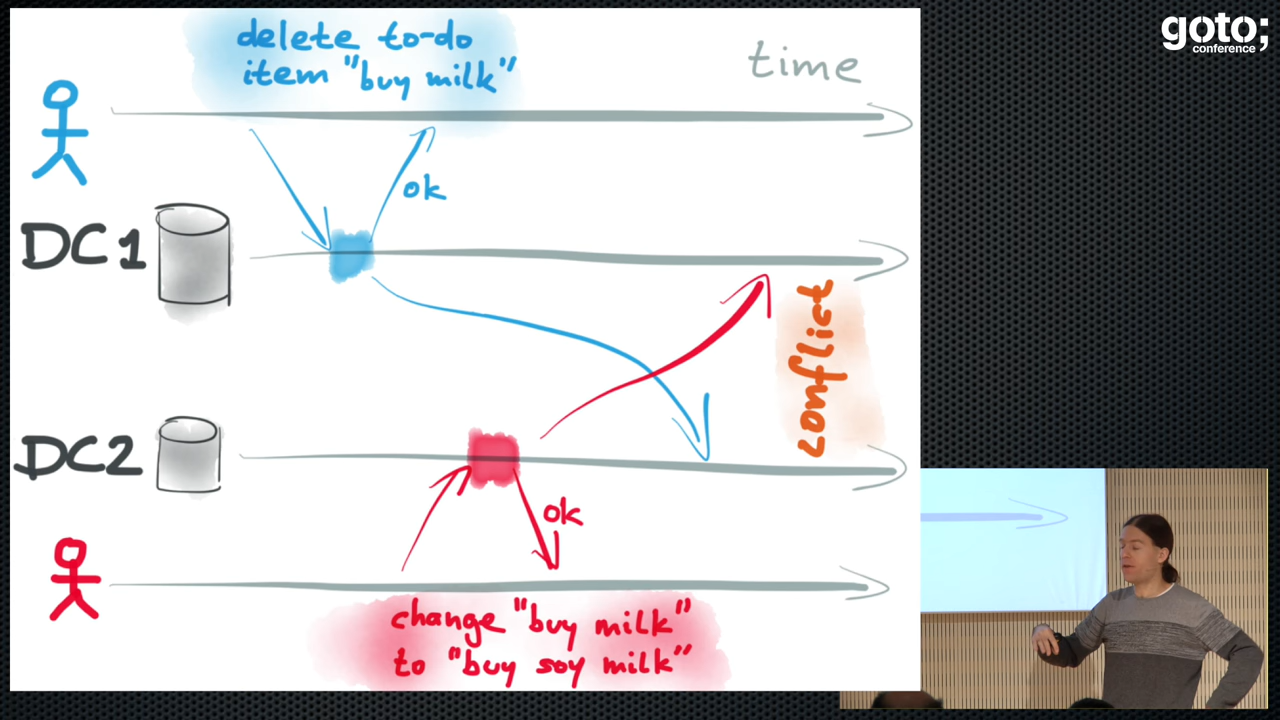 delete to-do
item "buy milk"
time
goto;
conference
ok
DC1
conflict
DC2
ok
change "buy milk"
to "buy soy milk"